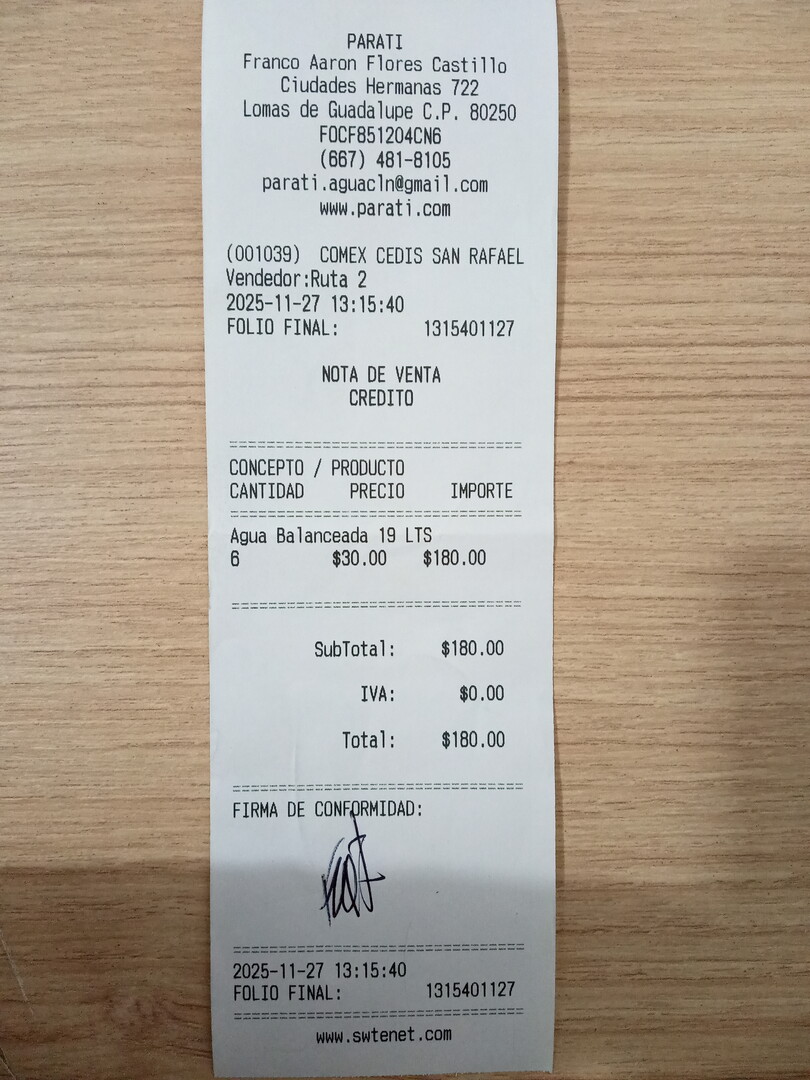 PARATI
Franco Aaron Flores Castillo
Ciudades Hermanas 722
Lomas de Guadalupe C.P. 80250
FOCF851204CN6
(667) 481-8105
parati.aguacln@gmail.com
www.parati.com
(001039) COMEX CEDIS SAN RAFAEL
Vendedor:Ruta 2
2025-11-27 13:15:40
FOLIO FINAL: 1315401127
NOTA DE VENTA
CREDITO
CONCEPTO / PRODUCTO
CANTIDAD PRECIO IMPORTE
Agua Balanceada 19 LTS
6 $30.00 $180.00
SubTotal: $180.00
IVA: $0.00
Total: $180.00
FIRMA DE CONFORMIDAD:
2025-11-27 13:15:40
FOLIO FINAL: 1315401127
www.swtenet.com